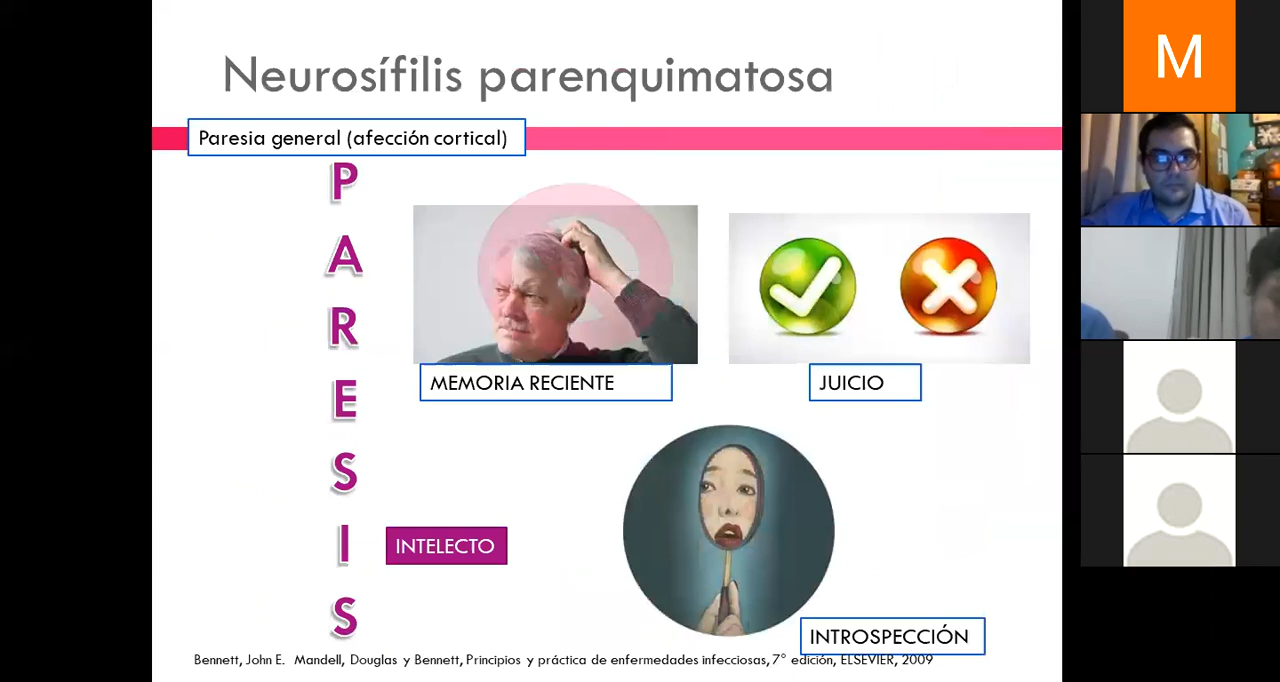 Neurosífilis parenquimatosa
Paresia general (afección cortical)
P
A
R
E
S
I
S
MEMORIA RECIENTE
JUICIO
INTELECTO
INTROSPECCIÓN
Bennett, John E. Mandell, Douglas y Bennett, Principios y práctica de enfermedades infecciosas, 7° edición, ELSEVIER, 2009
M